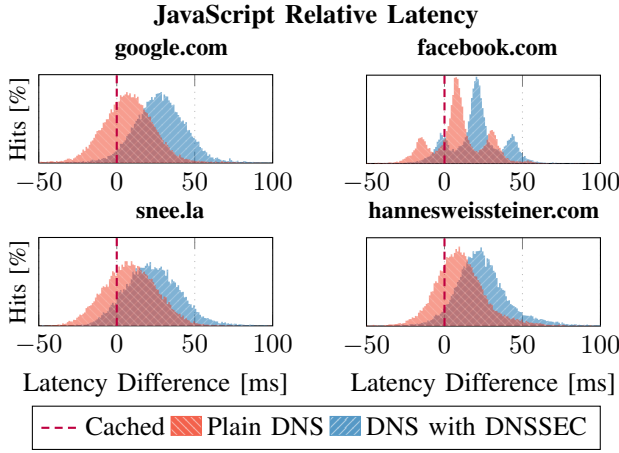 JavaScript Relative Latency
google.com
facebook.com
Hits [%]
−50 0 50 100
−50 0 50 100
snee.la
hannesweissteiner.com
Hits [%]
−50 0 50 100
−50 0 50 100
Latency Difference [ms]
Latency Difference [ms]
Cached Plain DNS DNS with DNSSEC